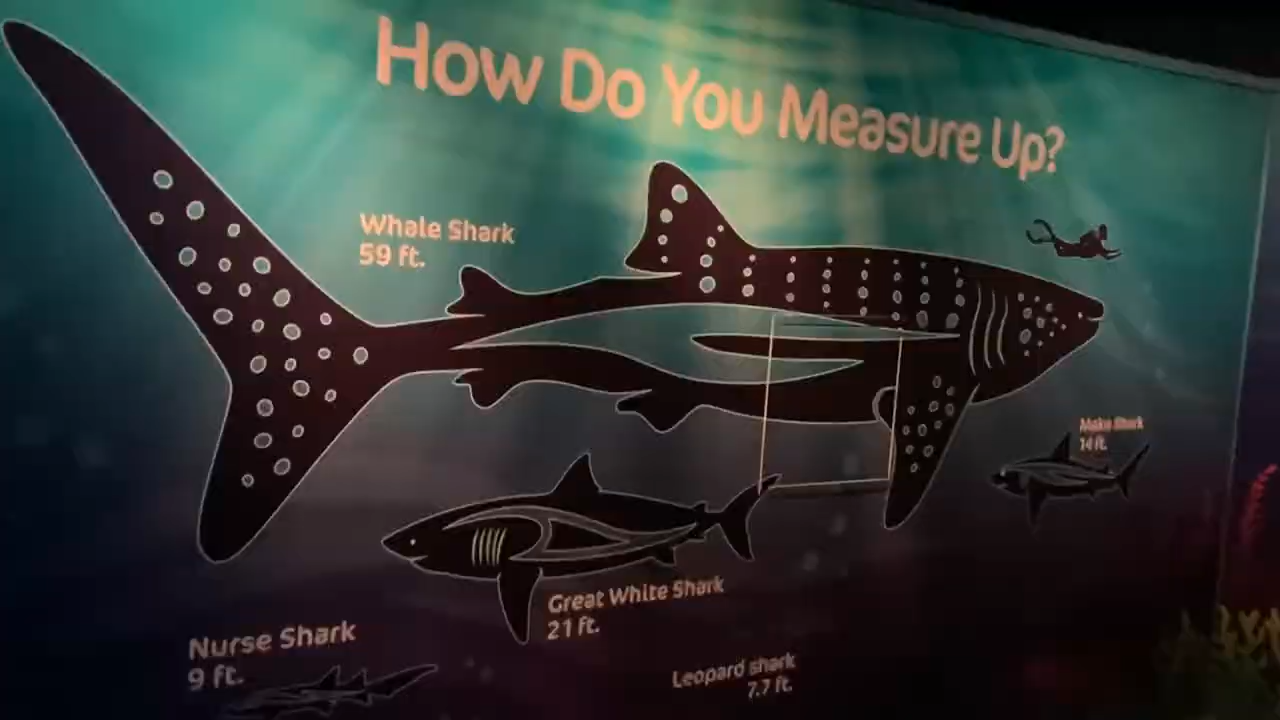 How Do You Measure Up?
Whale Shark
59 ft.
Mako Shark
14 ft.
Great White Shark
21 ft.
Nurse Shark
9 ft.
Leopard shark
7.7 ft.